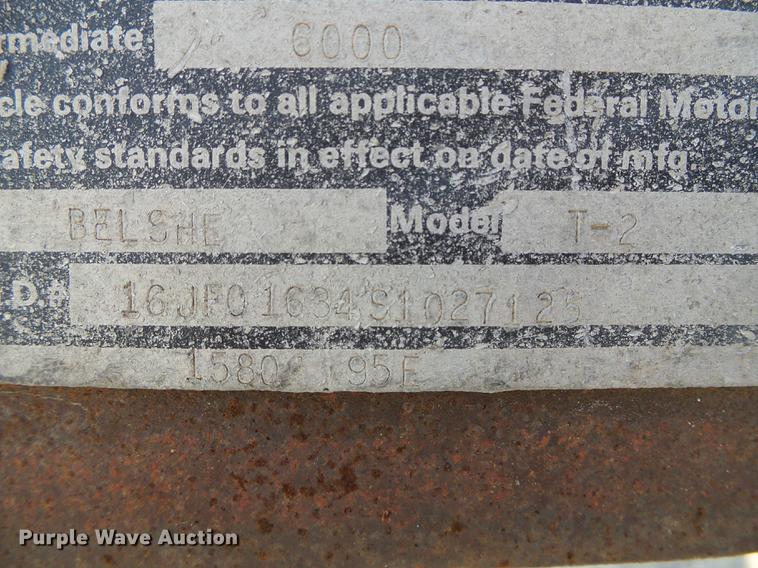 rmediate 6000
cle conforms to all applicable Federal Motor
afety standards in effect on date of mfg
BELSHE Model T-2
.D.# 16JF01634S1027125
1580 95E
Purple Wave Auction